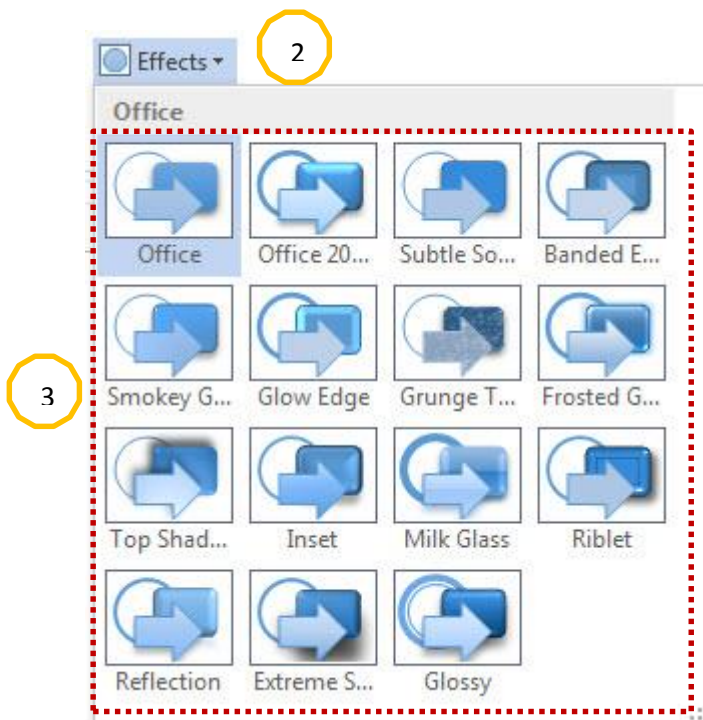 Effects
2
Office
Office Office 20... Subtle So... Banded E...
3
Smokey G... Glow Edge Grunge T... Frosted G...
Top Shad... Inset Milk Glass Riblet
Reflection Extreme S... Glossy